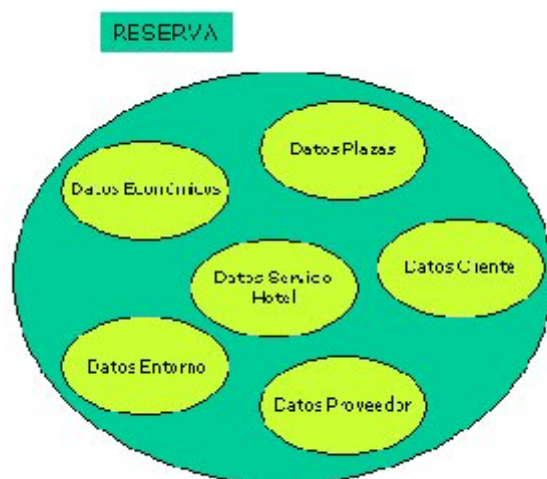 RESERVA
Datos Plazas
Datos Económicos
Datos Cliente
Datos Servicio
Hotel
Datos Entorno
Datos Proveedor